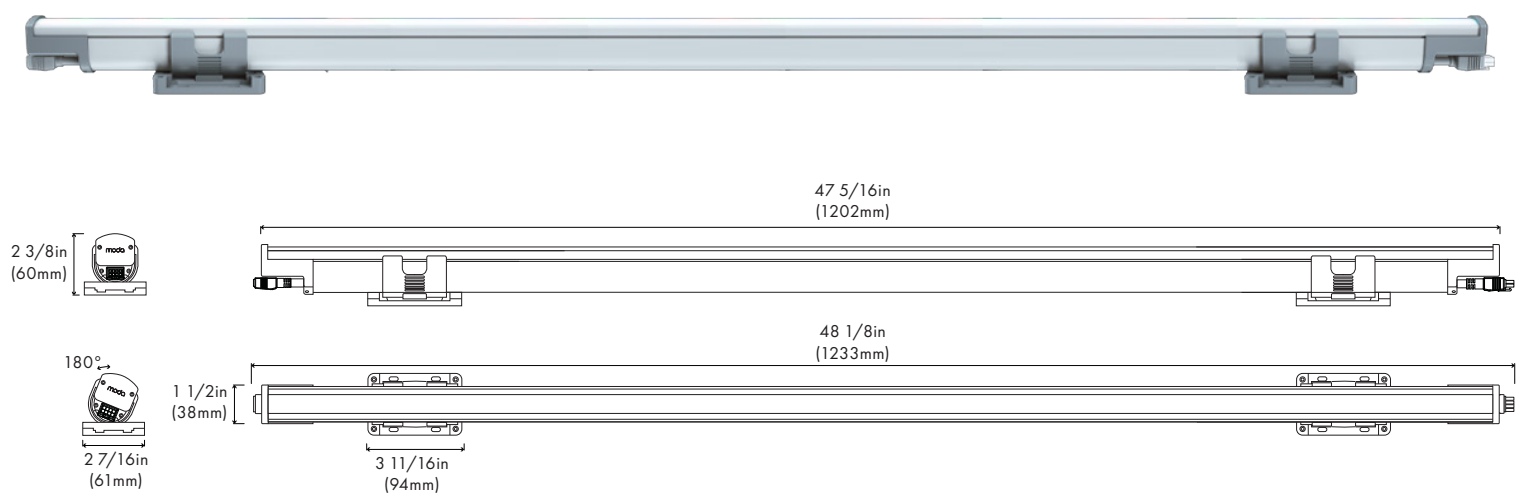 47 5/16in
(1202mm)
2 3/8in
(60mm)
moda
48 1/8in
(1233mm)
180°
moda
1 1/2in
(38mm)
2 7/16in
(61mm)
3 11/16in
(94mm)